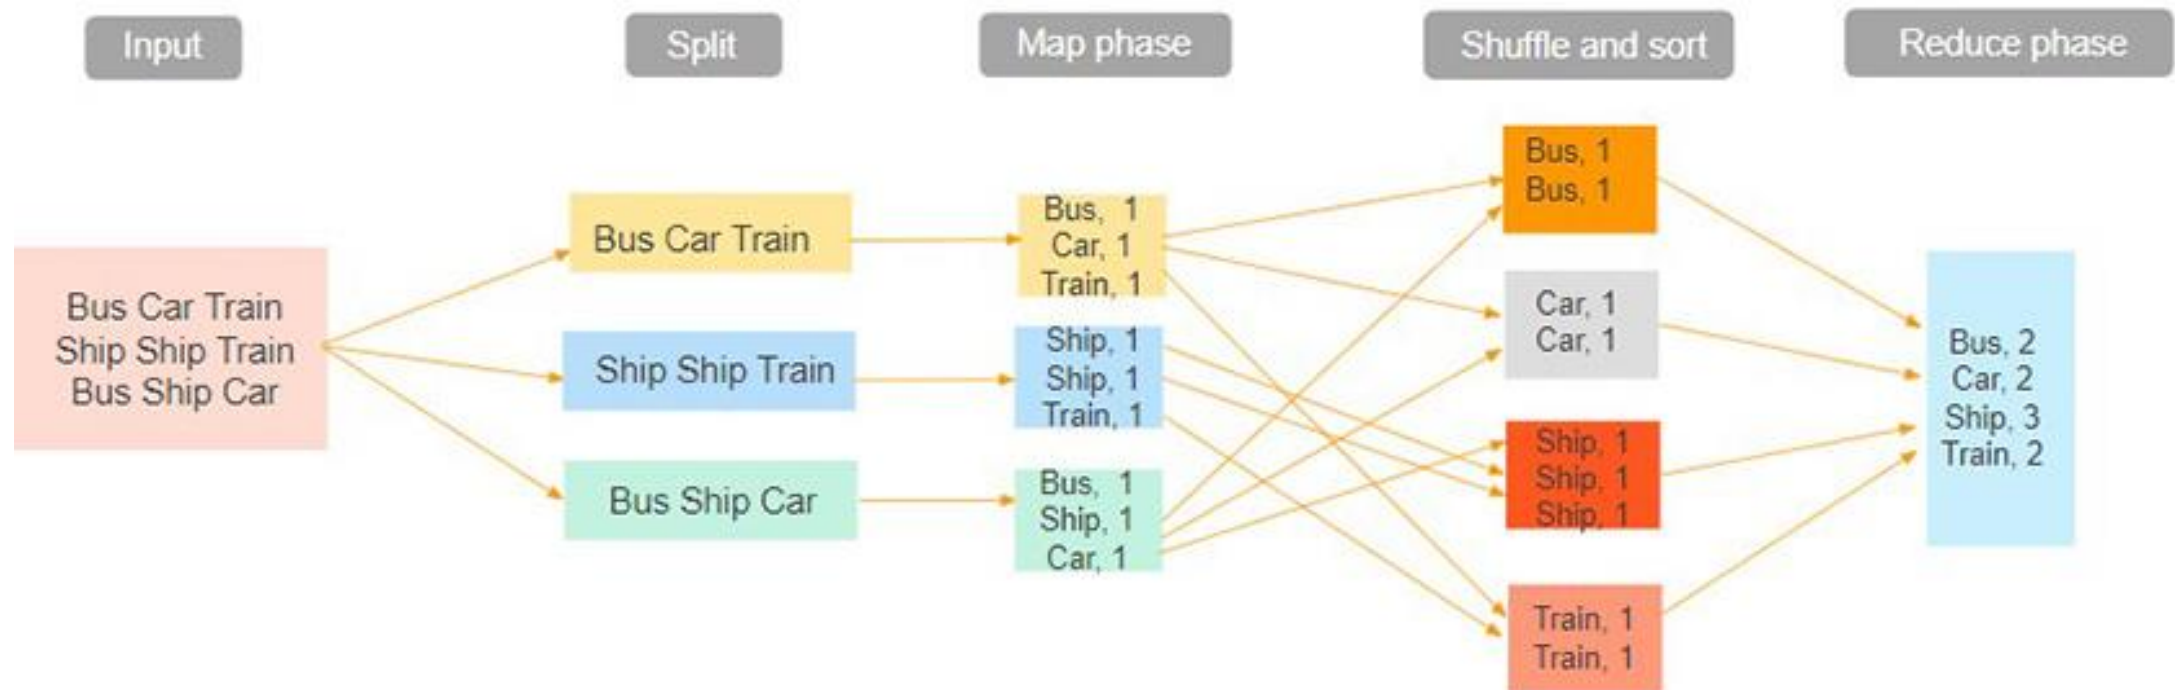 Input
Split
Map phase
Shuffle and sort
Reduce phase
Bus Car Train
Ship Ship Train
Bus Ship Car
Bus Car Train
Ship Ship Train
Bus Ship Car
Bus, 1
Car, 1
Train, 1
Ship, 1
Ship, 1
Train, 1
Bus, 1
Ship, 1
Car, 1
Bus, 1
Bus, 1
Car, 1
Car, 1
Ship, 1
Ship, 1
Ship, 1
Train, 1
Train, 1
Bus, 2
Car, 2
Ship, 3
Train, 2